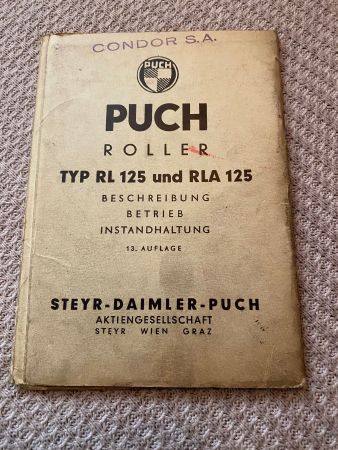 CONDOR S.A.
PUCH
PUCH
ROLLER
TYP RL 125 und RLA 125
BESCHREIBUNG
BETRIEB
INSTANDHALTUNG
13. AUFLAGE
STEYR-DAIMLER-PUCH
AKTIENGESELLSCHAFT
STEYR WIEN GRAZ